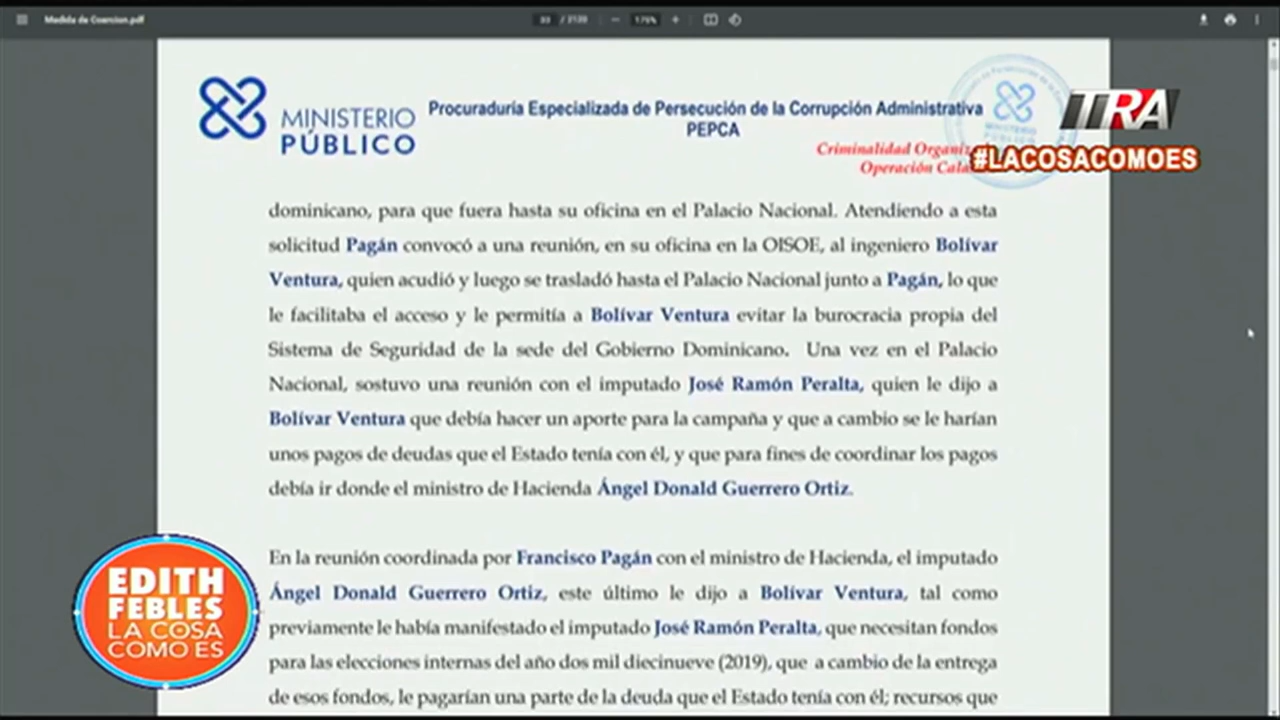 Medida de Coercion.pdf
175%
MINISTERIO
PÚBLICO
Procuraduría Especializada de Persecución de la Corrupción Administrativa
PEPCA
Criminalidad
Operación
TRA
#LACOSACOMOES
dominicano, para que fuera hasta su oficina en el Palacio Nacional. Atendiendo a esta
solicitud Pagán convocó a una reunión, en su oficina en la OISOE, al ingeniero Bolívar
Ventura, quien acudió y luego se trasladó hasta el Palacio Nacional junto a Pagán, lo que
le facilitaba el acceso y le permitía a Bolívar Ventura evitar la burocracia propia del
Sistema de Seguridad de la sede del Gobierno Dominicano. Una vez en el Palacio
Nacional, sostuvo una reunión con el imputado José Ramón Peralta, quien le dijo a
Bolívar Ventura que debía hacer un aporte para la campaña y que a cambio se le harían
unos pagos de deudas que el Estado tenía con él, y que para fines de coordinar los pagos
debía ir donde el ministro de Hacienda Ángel Donald Guerrero Ortiz.
En la reunión coordinada por Francisco Pagán con el ministro de Hacienda, el imputado
Ángel Donald Guerrero Ortiz, este último le dijo a Bolívar Ventura, tal como
previamente le había manifestado el imputado José Ramón Peralta, que necesitan fondos
para las elecciones internas del año dos mil diecinueve (2019), que a cambio de la entrega
de esos fondos, le pagarían una parte de la deuda que el Estado tenía con él; recursos que
EDITH
FEBLES
LA COSA
COMO ES